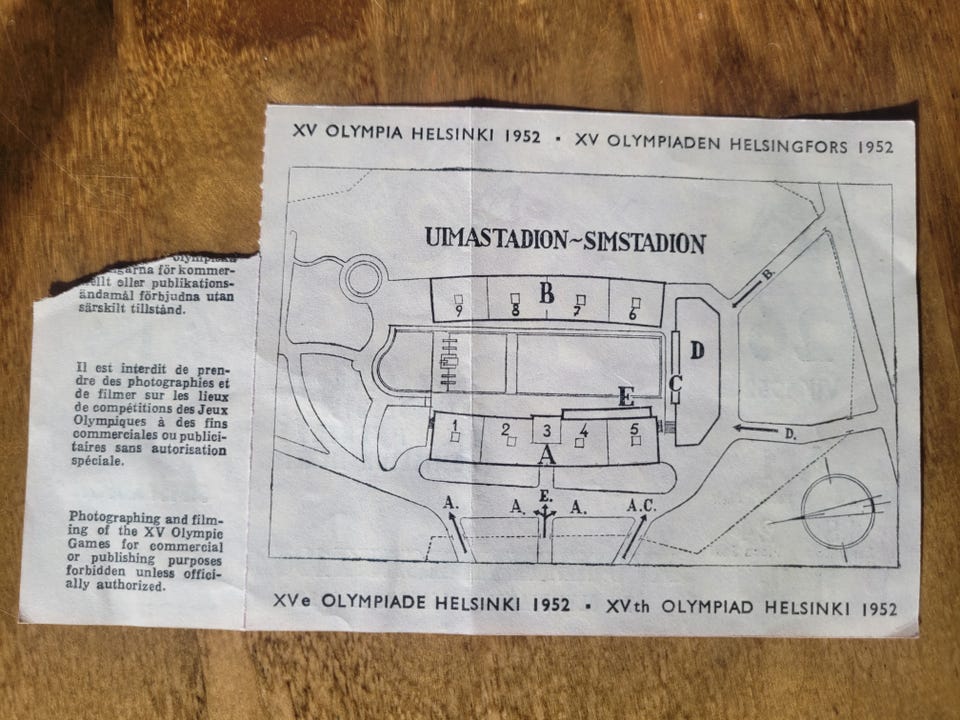 XV OLYMPIA HELSINKI 1952 · XV OLYMPIADEN HELSINGFORS 1952
UIMASTADION~SIMSTADION
B
9 8 7 6
B.
D
C
E
1 2 3 4 5
A
D.
A. A. E. A. A.C.
XVe OLYMPIADE HELSINKI 1952 · XVth OLYMPIAD HELSINKI 1952
för kommer-
eller publikations-
ändamål förbjudna utan
särskilt tillstånd.
Il est interdit de pren-
dre des photographies et
de filmer sur les lieux
de compétitions des Jeux
Olympiques à des fins
commerciales ou publici-
taires sans autorisation
spéciale.
Photographing and film-
ing of the XV Olympic
Games for commercial
or publishing purposes
forbidden unless offici-
ally authorized.